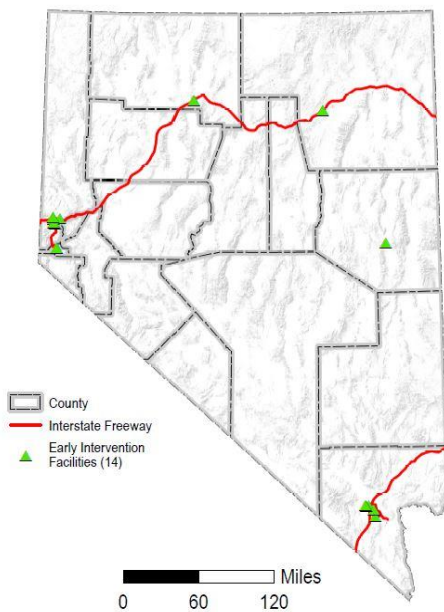 County
Interstate Freeway
Early Intervention
Facilities (14)
Miles
0 60 120